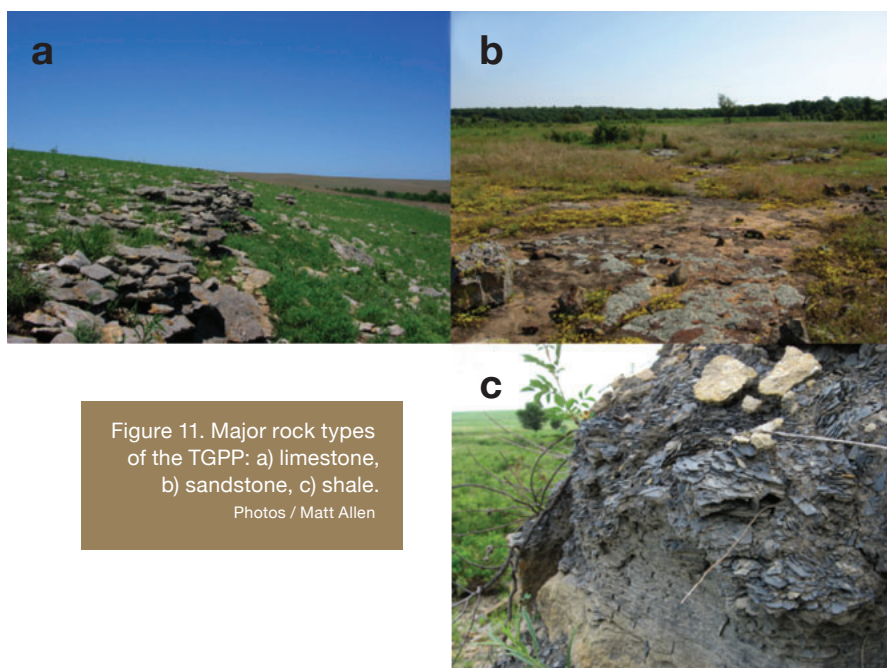 a
b
c
Figure 11. Major rock types
of the TGPP: a) limestone,
b) sandstone, c) shale.
Photos / Matt Allen